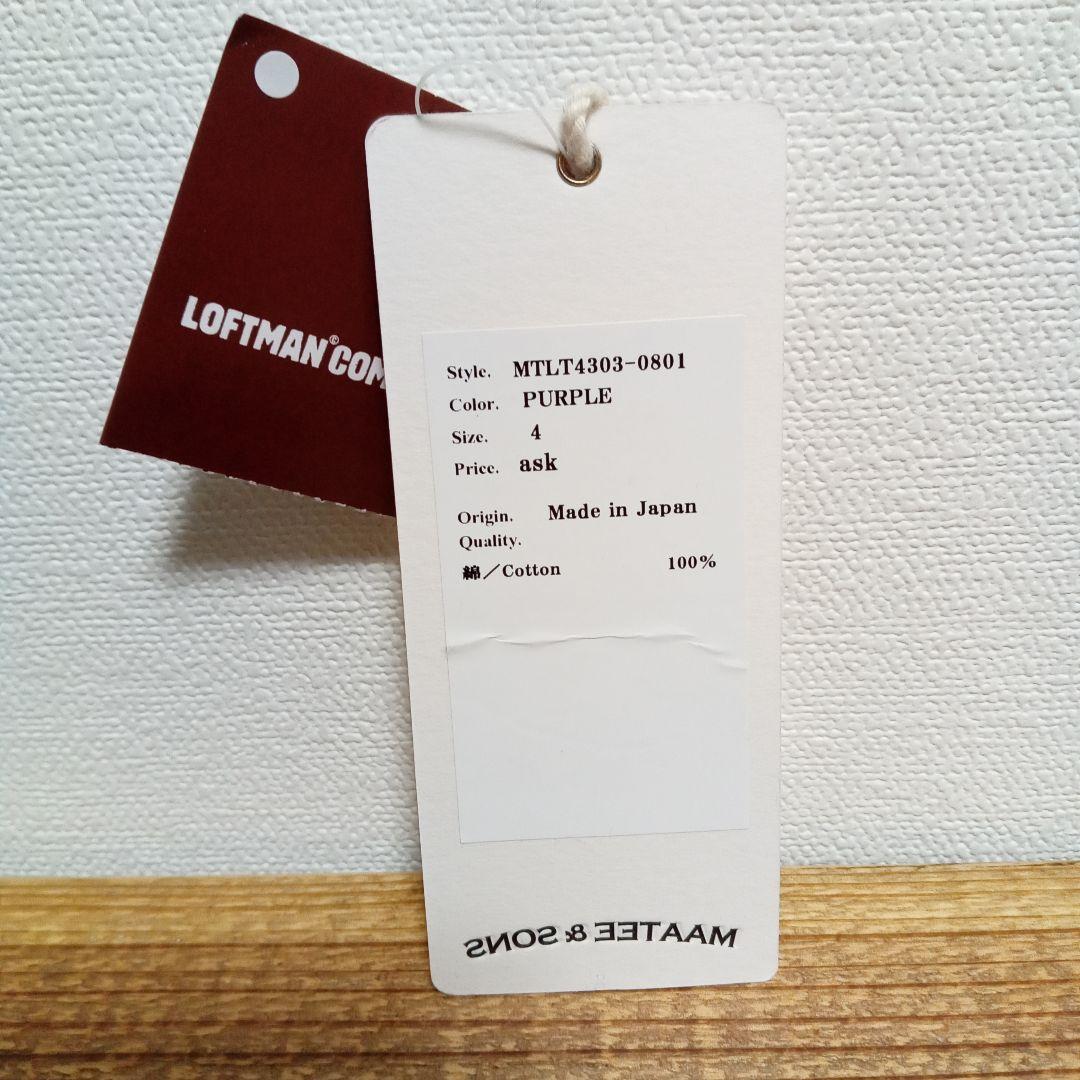 LOFTMAN© COM
Style. MTLT4303-0801
Color. PURPLE
Size. 4
Price. ask
Origin. Made in Japan
Quality.
綿／Cotton 100%
MAATEE & SONS